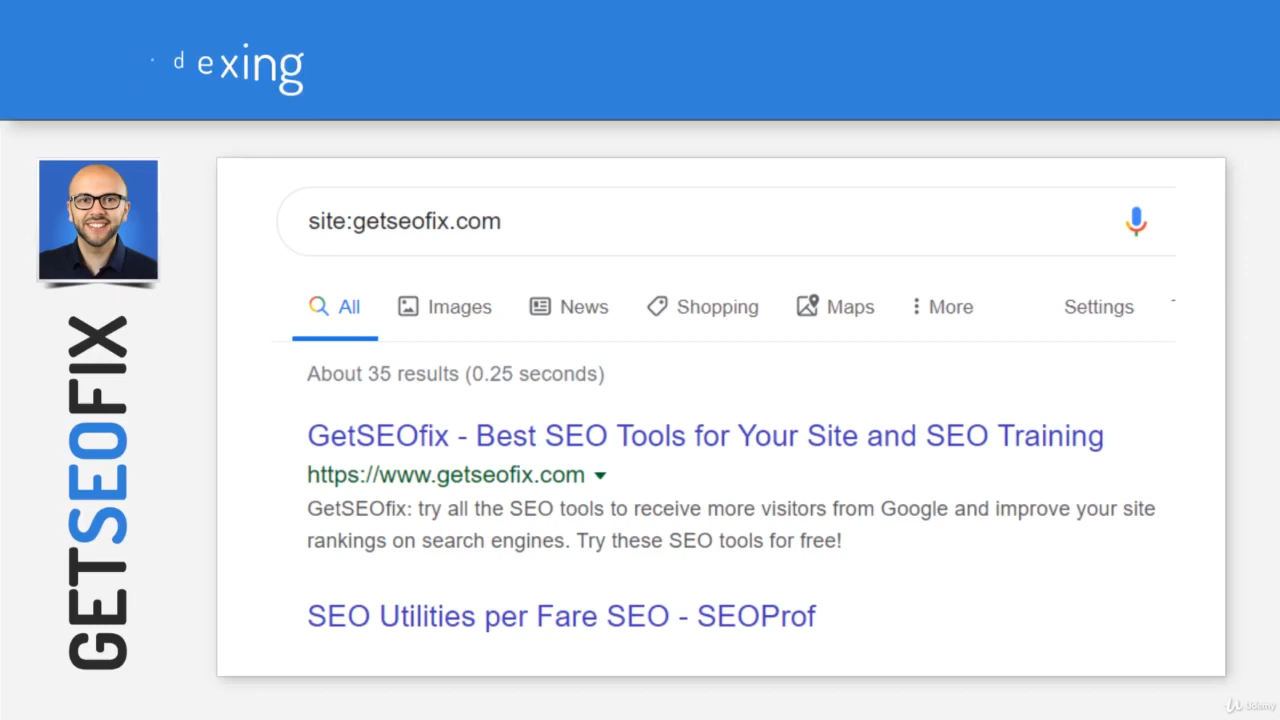 dexing
site:getseofix.com
All Images News Shopping Maps More Settings
About 35 results (0.25 seconds)
GetSEOfix - Best SEO Tools for Your Site and SEO Training
https://www.getseofix.com
GetSEOfix: try all the SEO tools to receive more visitors from Google and improve your site
rankings on search engines. Try these SEO tools for free!
SEO Utilities per Fare SEO - SEOProf
GETSEOFIX
Udemy